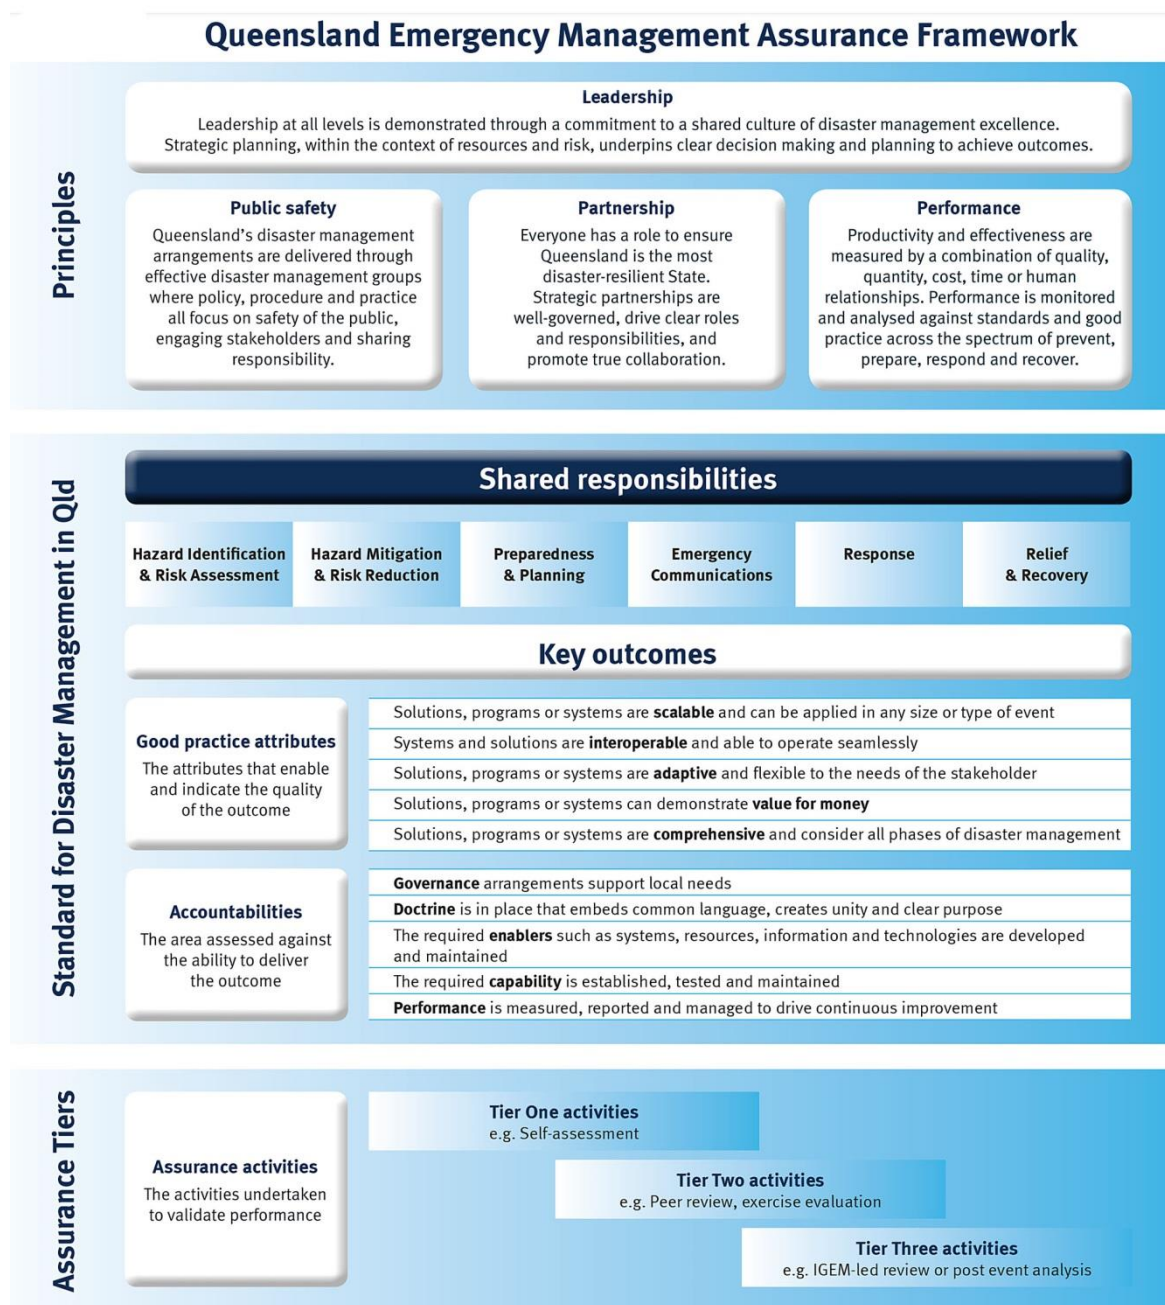 Queensland Emergency Management Assurance Framework
Principles
Leadership
Leadership at all levels is demonstrated through a commitment to a shared culture of disaster management excellence.
Strategic planning, within the context of resources and risk, underpins clear decision making and planning to achieve outcomes.
Public safety
Queensland's disaster management
arrangements are delivered through
effective disaster management groups
where policy, procedure and practice
all focus on safety of the public,
engaging stakeholders and sharing
responsibility.
Partnership
Everyone has a role to ensure
Queensland is the most
disaster-resilient State.
Strategic partnerships are
well-governed, drive clear roles
and responsibilities, and
promote true collaboration.
Performance
Productivity and effectiveness are
measured by a combination of quality,
quantity, cost, time or human
relationships. Performance is monitored
and analysed against standards and good
practice across the spectrum of prevent,
prepare, respond and recover.
Standard for Disaster Management in Qld
Shared responsibilities
Hazard Identification
& Risk Assessment
Hazard Mitigation
& Risk Reduction
Preparedness
& Planning
Emergency
Communications
Response
Relief
& Recovery
Key outcomes
Good practice attributes
The attributes that enable
and indicate the quality
of the outcome
Solutions, programs or systems are scalable and can be applied in any size or type of event
Systems and solutions are interoperable and able to operate seamlessly
Solutions, programs or systems are adaptive and flexible to the needs of the stakeholder
Solutions, programs or systems can demonstrate value for money
Solutions, programs or systems are comprehensive and consider all phases of disaster management
Accountabilities
The area assessed against
the ability to deliver
the outcome
Governance arrangements support local needs
Doctrine is in place that embeds common language, creates unity and clear purpose
The required enablers such as systems, resources, information and technologies are developed
and maintained
The required capability is established, tested and maintained
Performance is measured, reported and managed to drive continuous improvement
Assurance Tiers
Assurance activities
The activities undertaken
to validate performance
Tier One activities
e.g. Self-assessment
Tier Two activities
e.g. Peer review, exercise evaluation
Tier Three activities
e.g. IGEM-led review or post event analysis